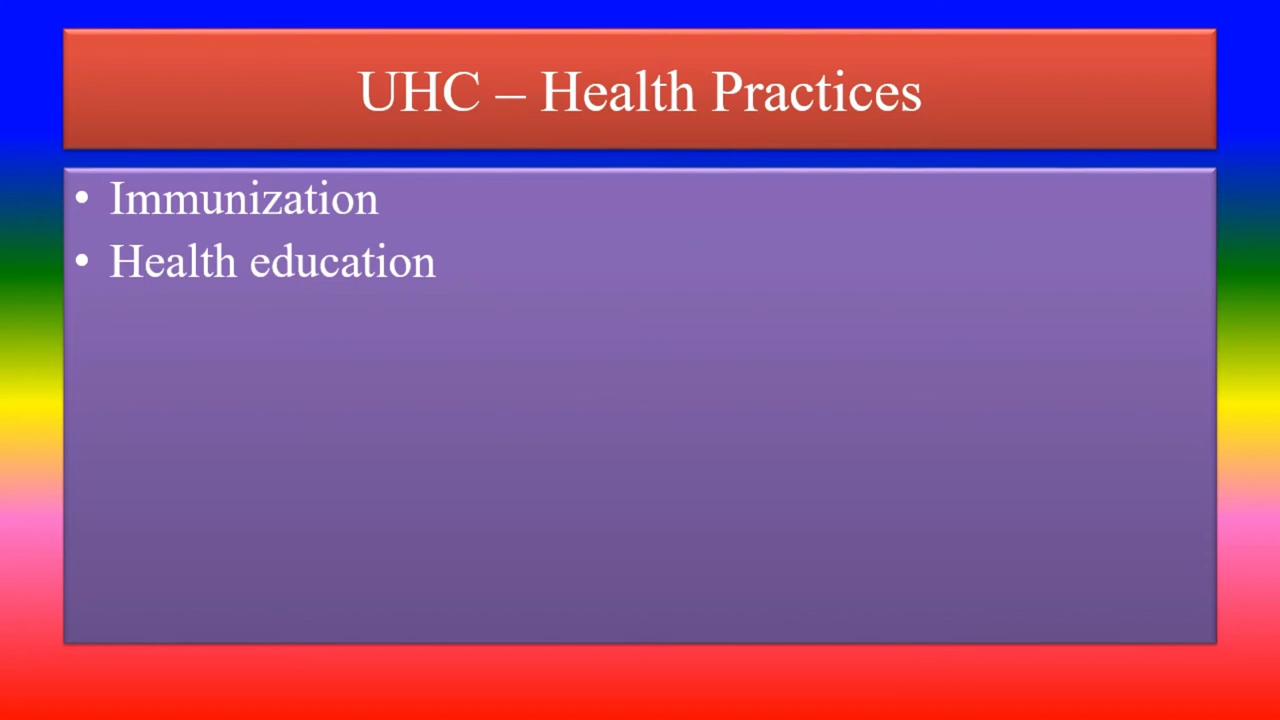 UHC – Health Practices
• Immunization
• Health education